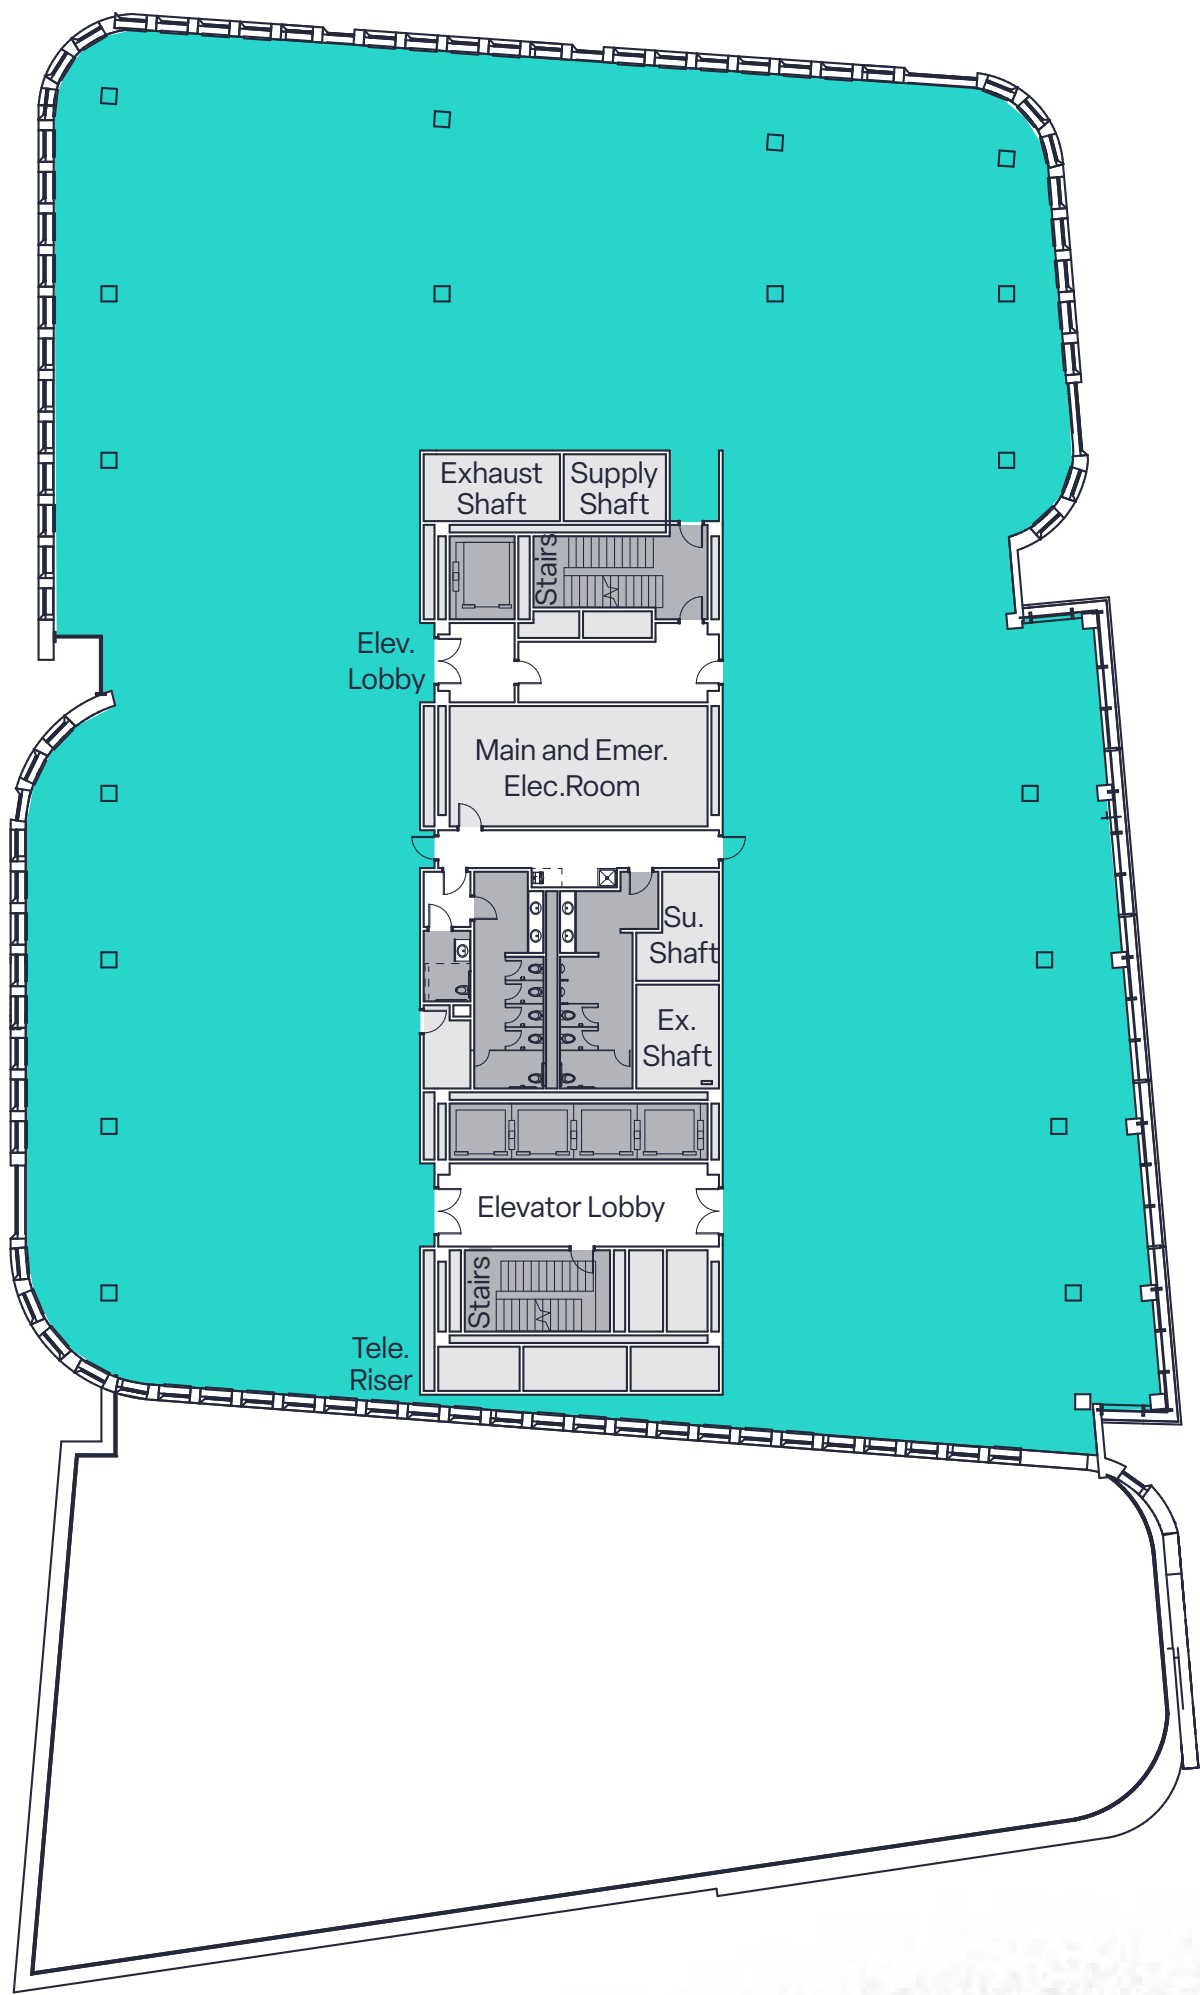 Exhaust
Shaft
Supply
Shaft
Stairs
Elev.
Lobby
Main and Emer.
Elec.Room
Su.
Shaft
Ex.
Shaft
Elevator Lobby
Stairs
Tele.
Riser